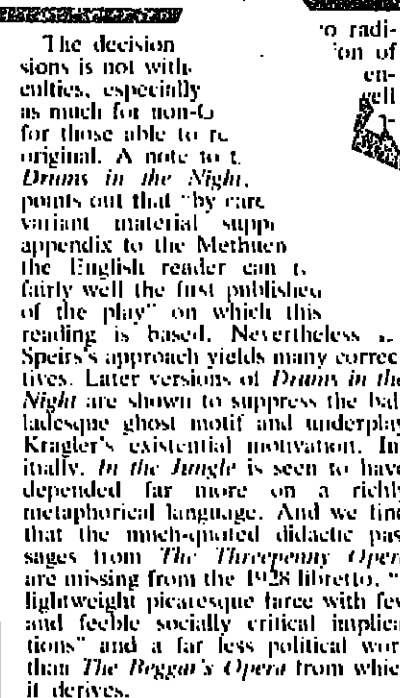 The decision
sions is not with-
culties, especially
as much for non-G
for those able to re
original. A note to t
Drums in the Night,
points out that "by care
variant material suppl
appendix to the Methuen
the English reader can
fairly well the first published
of the play" on which this
reading is based. Nevertheless
Speirs's approach yields many correc
tives. Later versions of Drums in the
Night are shown to suppress the bal
ladesque ghost motif and underplay
Kragler's existential motivation. In
itially, In the Jungle is seen to have
depended far more on a richly
metaphorical language. And we find
that the much-quoted didactic pas
sages from The Threepenny Oper
are missing from the 1928 libretto, "
lightweight picaresque farce with few
and feeble socially critical implica
tions" and a far less political wor
than The Beggar's Opera from whic
it derives.
o radi-
ion of
en-
ell